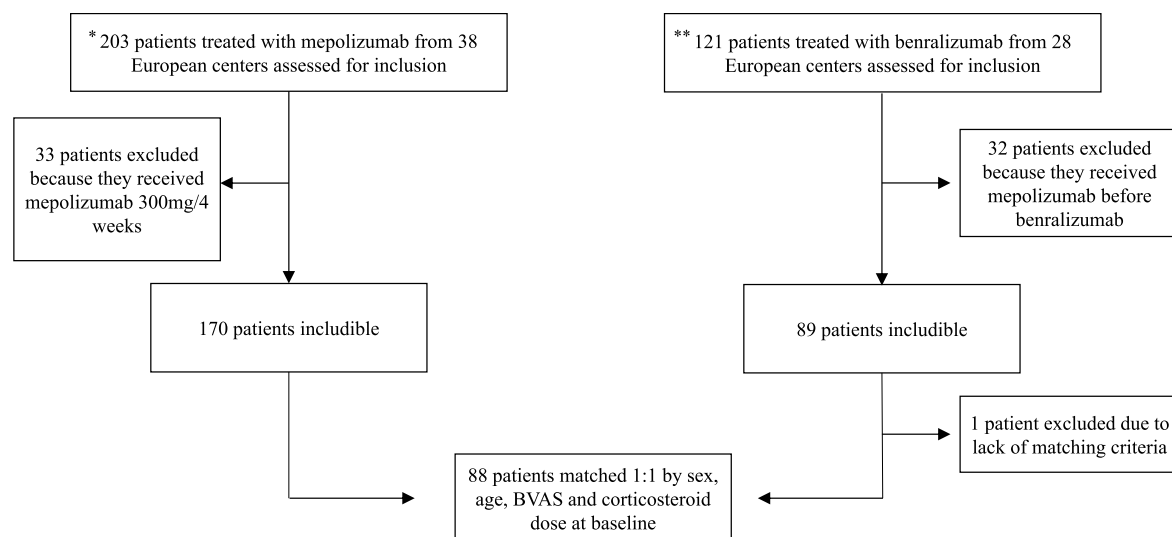 * 203 patients treated with mepolizumab from 38
European centers assessed for inclusion
** 121 patients treated with benralizumab from 28
European centers assessed for inclusion
33 patients excluded
because they received
mepolizumab 300mg/4
weeks
32 patients excluded
because they received
mepolizumab before
benralizumab
170 patients includible
89 patients includible
1 patient excluded due to
lack of matching criteria
88 patients matched 1:1 by sex,
age, BVAS and corticosteroid
dose at baseline